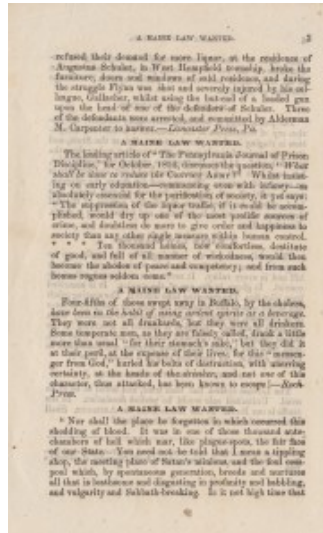 A MAINE LAW WANTED. 3
refused their demand for more liquor, at the residence of
Augustus Schuler, in West Hempfield township, broke the
furniture, doors and windows of said residence, and during
the struggle Flynn was shot and severely injured by his col-
league, Gallacher, whilst using the but-end of a loaded gun
upon the head of one of the defenders of Schuler. Three
of the defendants were arrested, and committed by Alderman
M. Carpenter to answer.—Lancaster Press, Pa.
A MAINE LAW WANTED.
The leading article of "The Pennsylvania Journal of Prison
Discipline," for October, 1853, discusses the question, "What
shall be done to reduce the Convict Army?" Whilst insist-
ing on early education—commencing even with infancy—as
absolutely essential for the purification of society, it yet says:
"The suppression of the liquor traffic, if it could be accom-
plished, would dry up one of the most prolific sources of
crime, and doubtless do more to give order and happiness to
society than any other single measure within human control.
* * * Ten thousand homes, now comfortless, destitute
of good, and full of all manner of wickedness, would thus
become the abodes of peace and competency; and from such
homes rogues seldom come."
A MAINE LAW WANTED.
Four-fifths of those swept away in Buffalo, by the cholera,
have been in the habit of using ardent spirits as a beverage.
They were not all drunkards, but they were all drinkers.
Some temperate men, as they are falsely called, drank a little
more than usual "for their stomach's sake," but they did it
at their peril, at the expense of their lives, for this "messen-
ger from God," hurled his bolts of destruction, with unerring
certainty, at the heads of the drinker, and not one of this
character, thus attacked, has been known to escape!—Roch.
Press.
A MAINE LAW WANTED.
"Nor shall the place be forgotten in which occurred this
shedding of blood. It was in one of those thousand ante-
chambers of hell which mar, like plague-spots, the fair face
of our State. You need not be told that I mean a tippling
shop, the meeting place of Satan's minions, and the foul cess-
pool which, by spontaneous generation, breeds and nurtures
all that is loathsome and disgusting in profanity and babbling,
and vulgarity and Sabbath-breaking. Is it not high time that